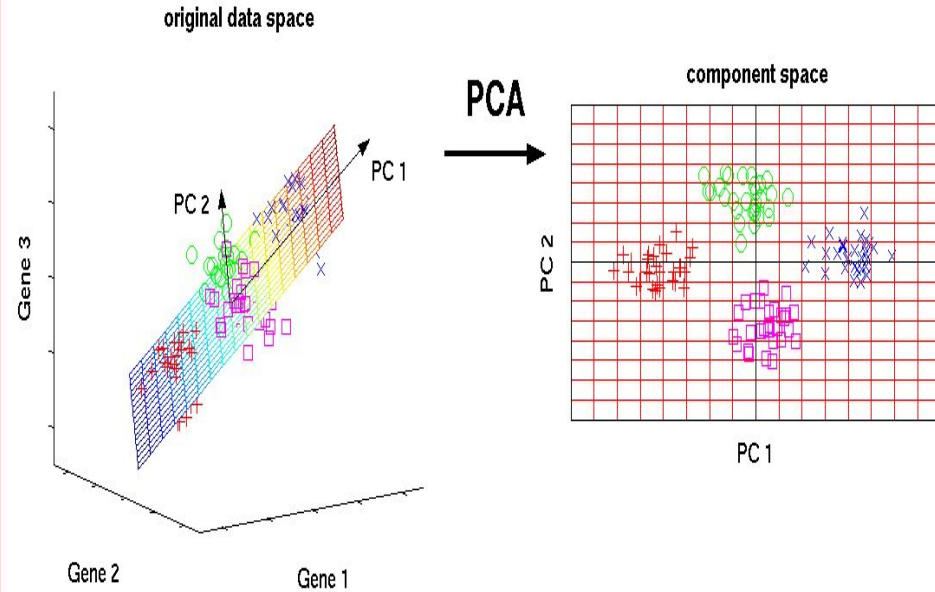 original data space
PCA
component space
PC 1
PC 2
Gene 3
PC 2
PC 1
Gene 2
Gene 1